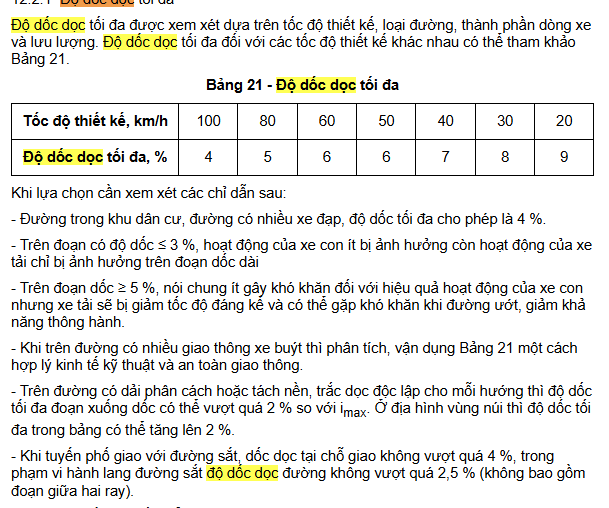 12.2.1 Độ dốc dọc tối đa
Độ dốc dọc tối đa được xem xét dựa trên tốc độ thiết kế, loại đường, thành phần dòng xe
và lưu lượng. Độ dốc dọc tối đa đối với các tốc độ thiết kế khác nhau có thể tham khảo
Bảng 21.
Bảng 21 - Độ dốc dọc tối đa
Tốc độ thiết kế, km/h 100 80 60 50 40 30 20
Độ dốc dọc tối đa, % 4 5 6 6 7 8 9
Khi lựa chọn cần xem xét các chỉ dẫn sau:
- Đường trong khu dân cư, đường có nhiều xe đạp, độ dốc tối đa cho phép là 4 %.
- Trên đoạn có độ dốc ≤ 3 %, hoạt động của xe con ít bị ảnh hưởng còn hoạt động của xe
tải chỉ bị ảnh hưởng trên đoạn dốc dài
- Trên đoạn dốc ≥ 5 %, nói chung ít gây khó khăn đối với hiệu quả hoạt động của xe con
nhưng xe tải sẽ bị giảm tốc độ đáng kể và có thể gặp khó khăn khi đường ướt, giảm khả
năng thông hành.
- Khi trên đường có nhiều giao thông xe buýt thì phân tích, vận dụng Bảng 21 một cách
hợp lý kinh tế kỹ thuật và an toàn giao thông.
- Trên đường có dải phân cách hoặc tách nền, trắc dọc độc lập cho mỗi hướng thì độ dốc
tối đa đoạn xuống dốc có thể vượt quá 2 % so với imax. Ở địa hình vùng núi thì độ dốc tối
đa trong bảng có thể tăng lên 2 %.
- Khi tuyến phố giao với đường sắt, dốc dọc tại chỗ giao không vượt quá 4 %, trong
phạm vi hành lang đường sắt độ dốc dọc đường không vượt quá 2,5 % (không bao gồm
đoạn giữa hai ray).